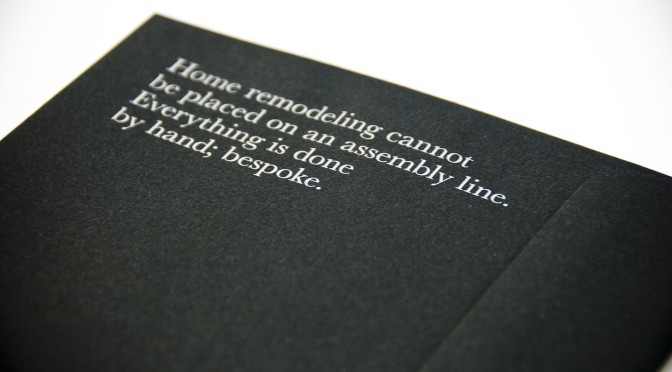 Home remodeling cannot
be placed on an assembly line.
Everything is done
by hand; bespoke.